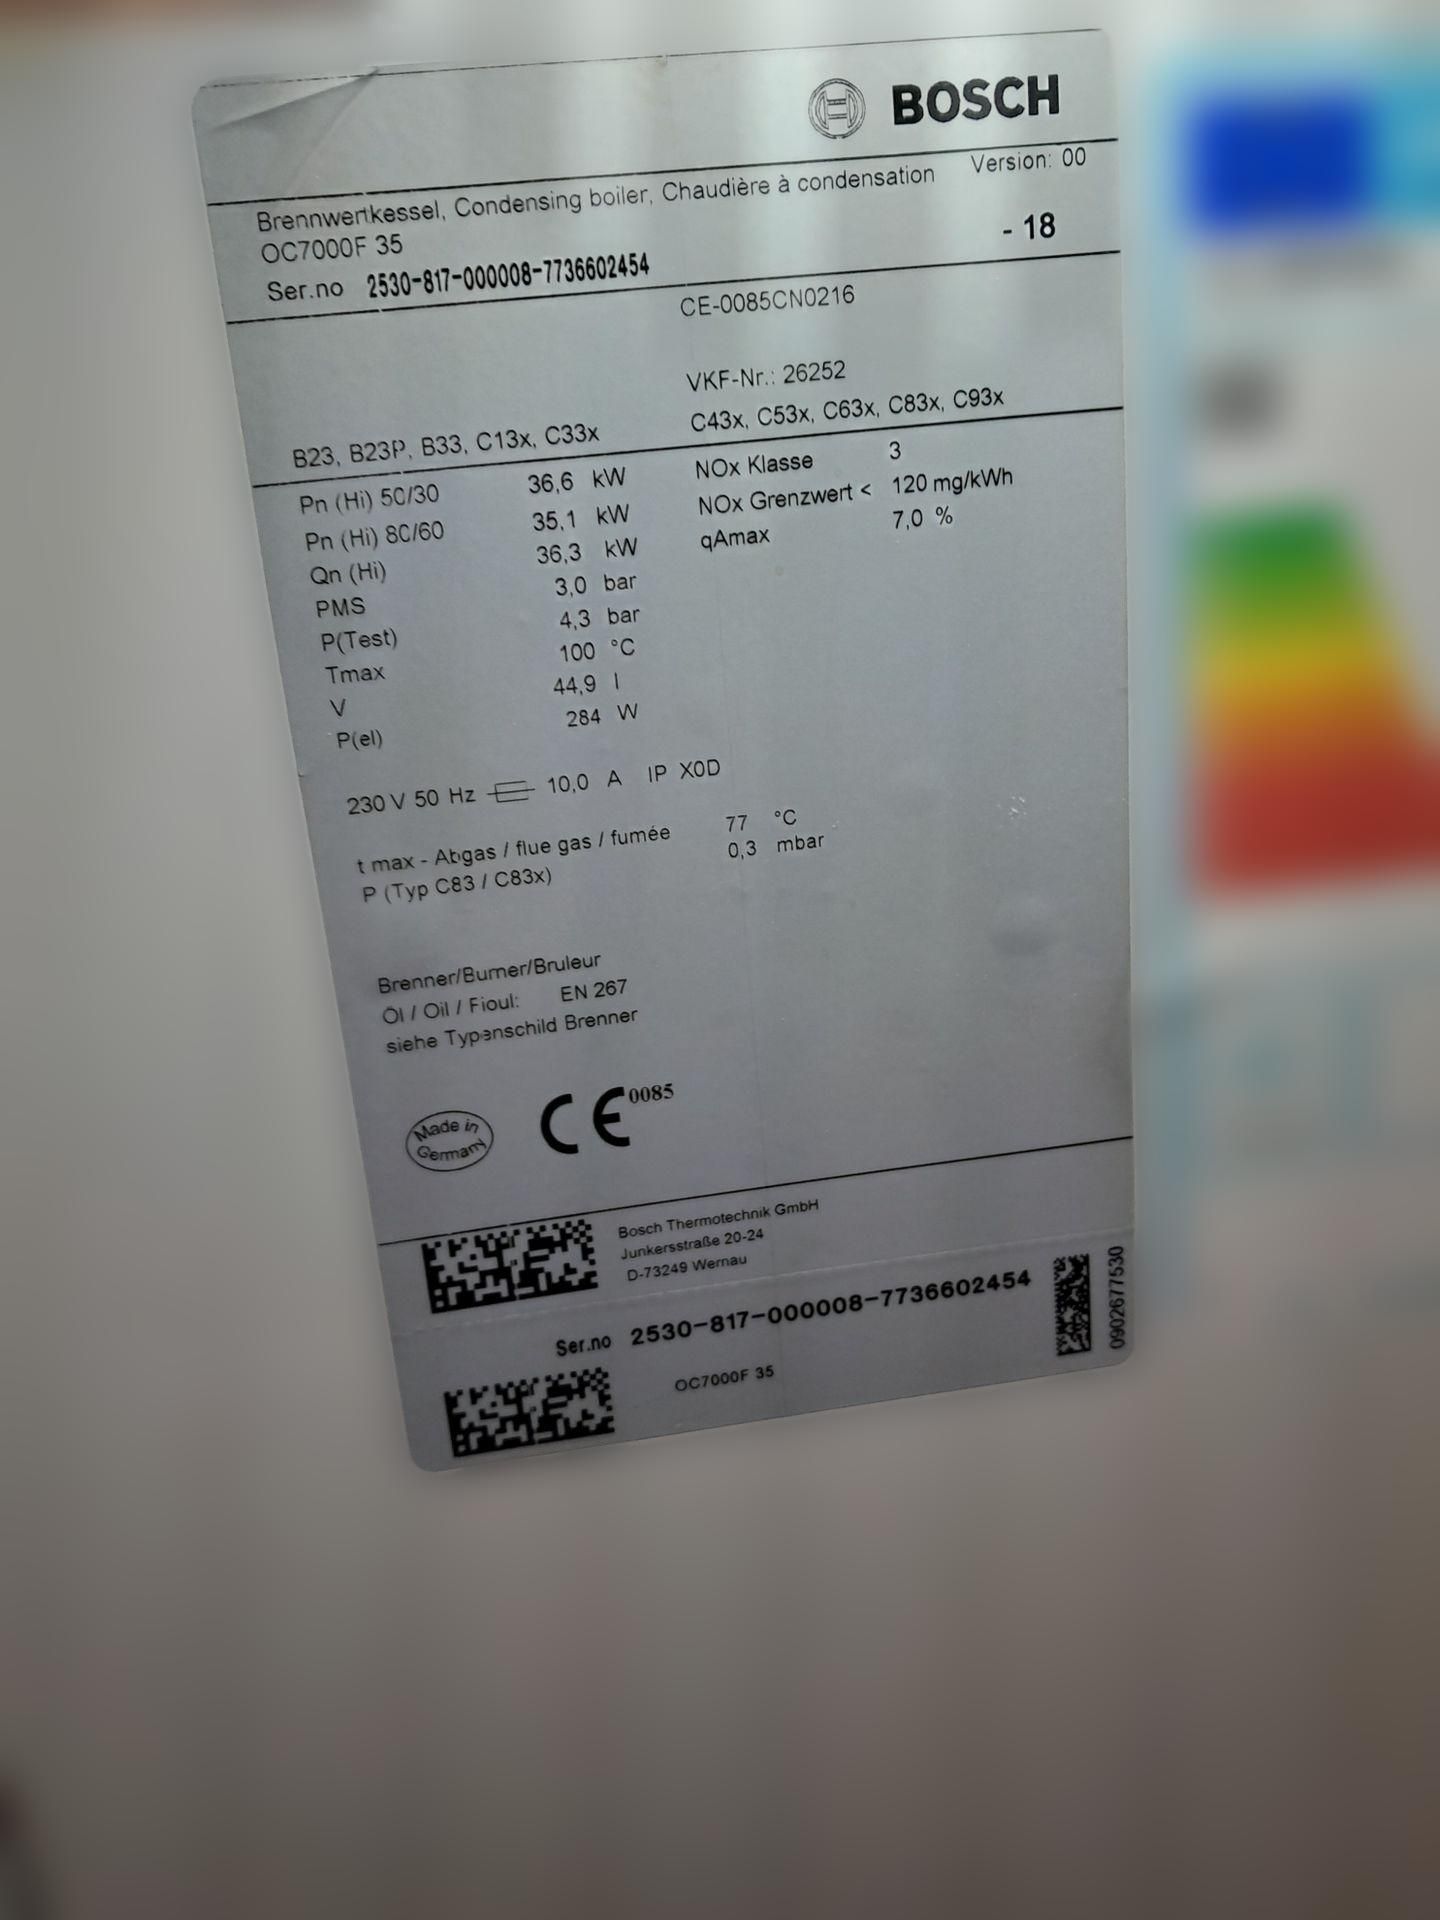 BOSCH
Brennwertkessel, Condensing boiler, Chaudière à condensation Version: 00
OC7000F 35 - 18
Ser.no 2530-817-000008-7736602454
CE-0085CN0216
VKF-Nr.: 26252
B23, B23P, B33, C13x, C33x C43x, C53x, C63x, C83x, C93x
Pn (Hi) 50/30 36,6 kW NOx Klasse 3
Pn (Hi) 80/60 35,1 kW NOx Grenzwert < 120 mg/kWh
Qn (Hi) 36,3 kW qAmax 7,0 %
PMS 3,0 bar
P(Test) 4,3 bar
Tmax 100 °C
V 44,9 l
P(el) 284 W
230 V 50 Hz 10,0 A IP X0D
t max - Abgas / flue gas / fumée 77 °C
P (Typ C83 / C83x) 0,3 mbar
Brenner/Burner/Bruleur
Öl / Oil / Fioul: EN 267
siehe Typenschild Brenner
Made in
Germany
CE 0085
Bosch Thermotechnik GmbH
Junkersstraße 20-24
D-73249 Wernau
Ser.no 2530-817-000008-7736602454
OC7000F 35
0902677530